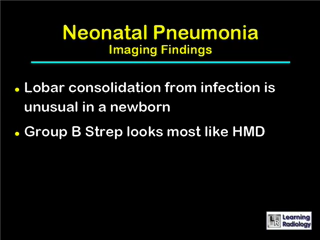 Neonatal Pneumonia
Imaging Findings
Lobar consolidation from infection is
unusual in a newborn
Group B Strep looks most like HMD
Learning
Radiology